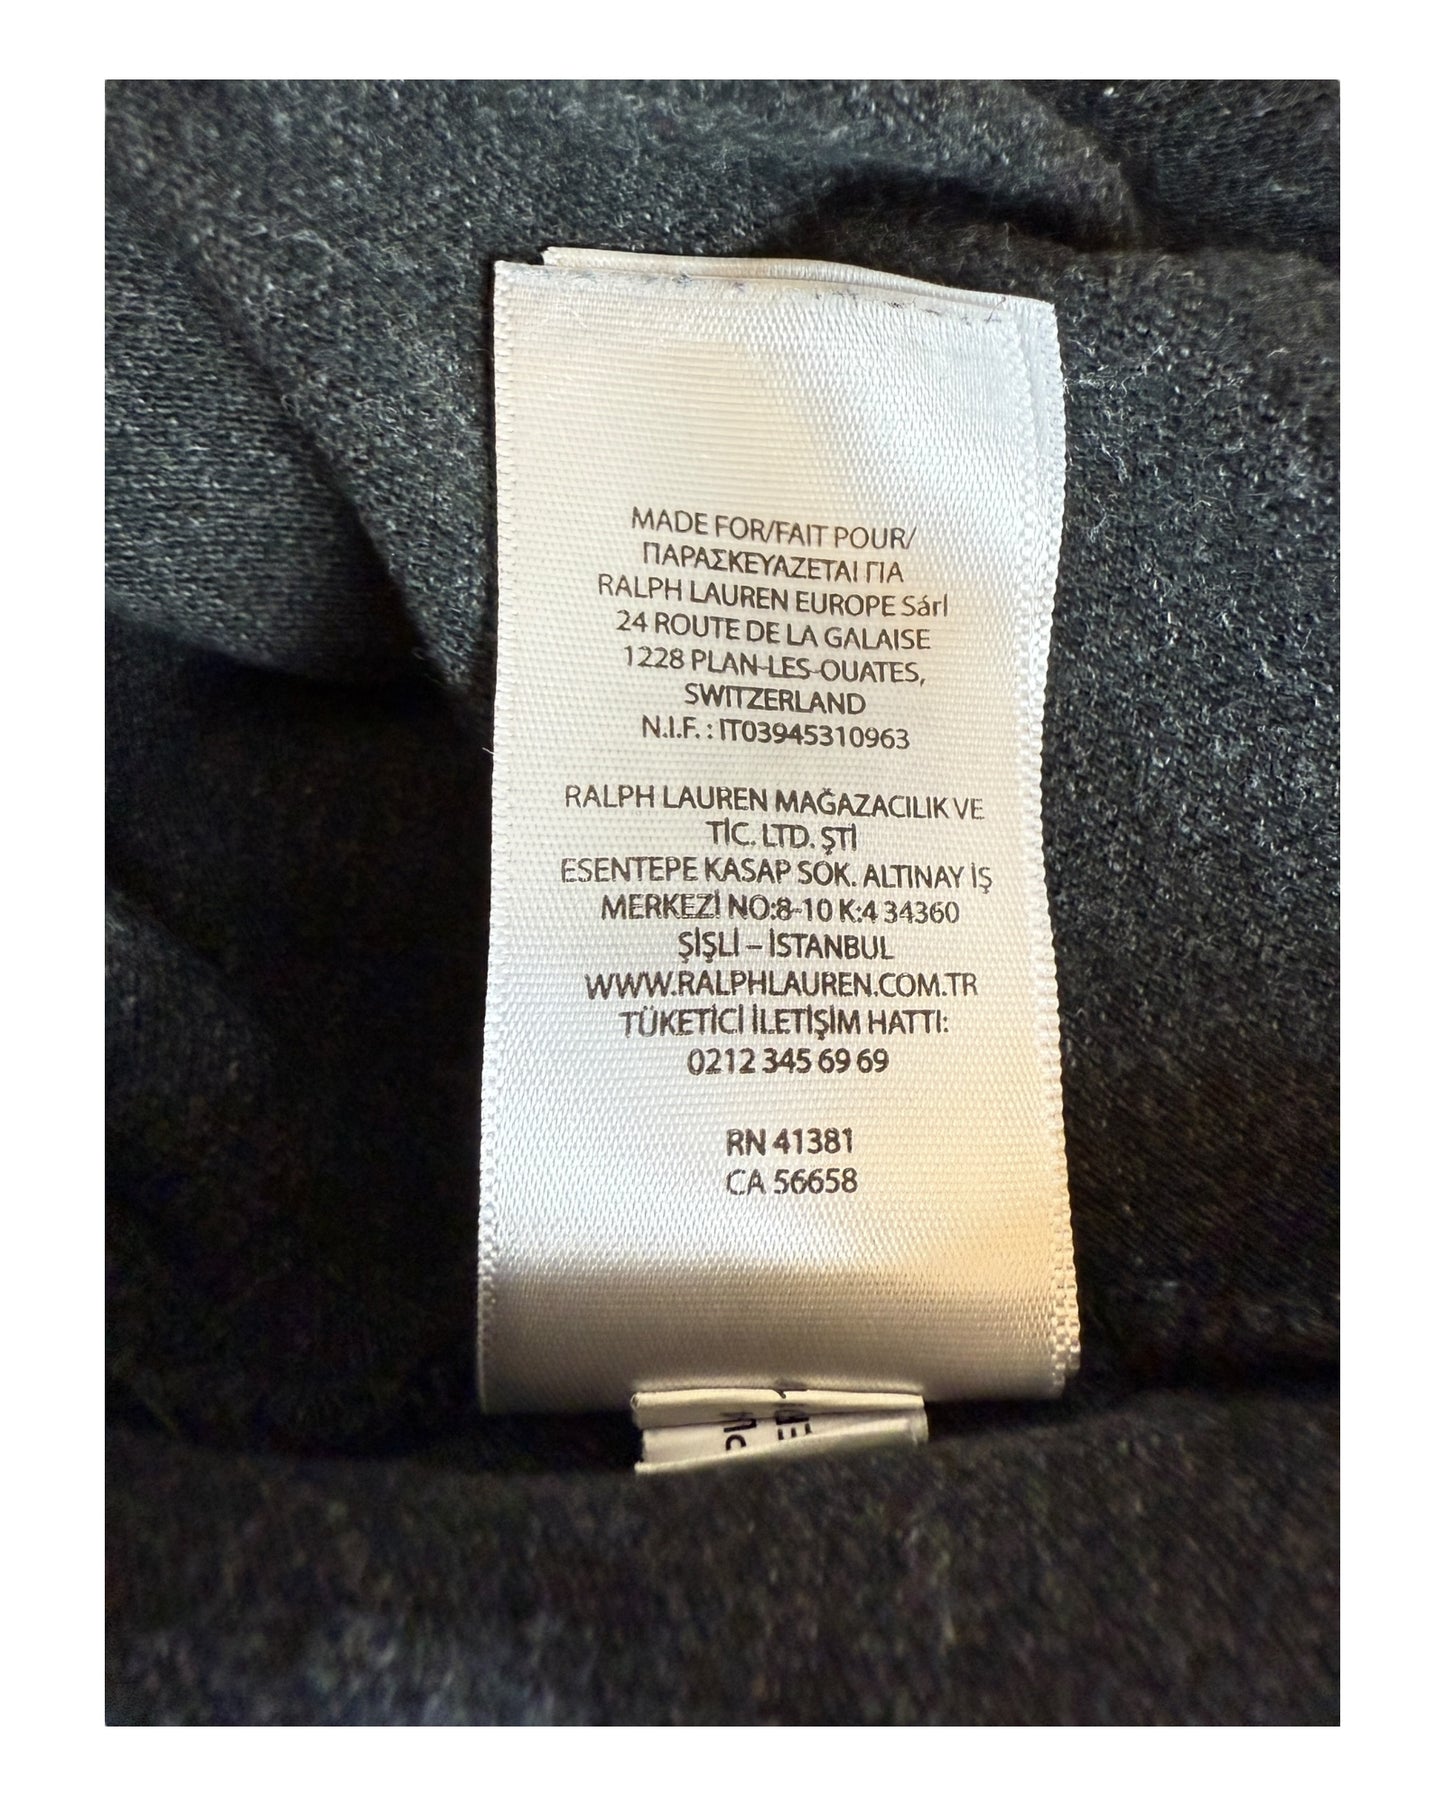 MADE FOR/FAIT POUR/
ΠΑΡΑΣΚΕΥΑΖΕΤΑΙ ΓΙΑ
RALPH LAUREN EUROPE Sárl
24 ROUTE DE LA GALAISE
1228 PLAN-LES-OUATES,
SWITZERLAND
N.I.F. : IT03945310963
RALPH LAUREN MAĞAZACILIK VE
TİC. LTD. ŞTİ
ESENTEPE KASAP SOK. ALTINAY İŞ
MERKEZİ NO:8-10 K:4 34360
ŞİŞLİ – İSTANBUL
WWW.RALPHLAUREN.COM.TR
TÜKETİCİ İLETİŞİM HATTI:
0212 345 69 69
RN 41381
CA 56658